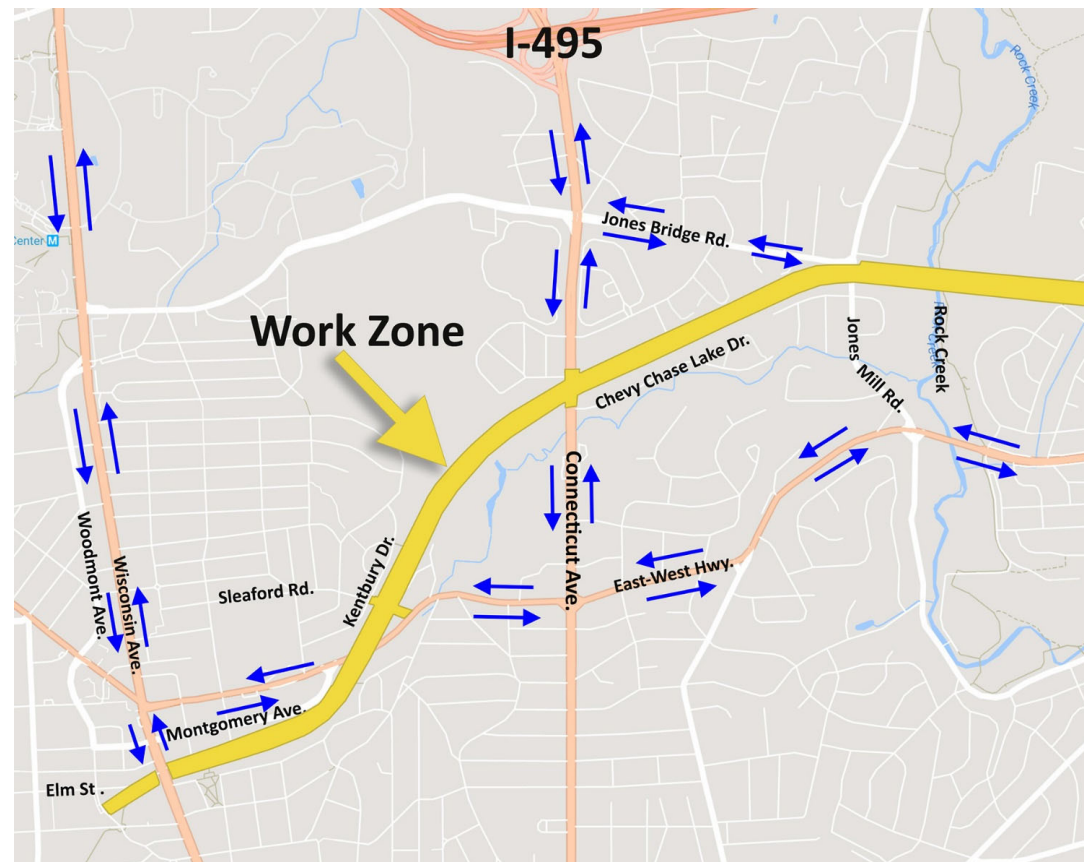 I-495
Rock Creek
Center M
Jones Bridge Rd.
Work Zone
Rock Creek
Jones Mill Rd.
Chevy Chase Lake Dr.
Connecticut Ave.
Woodmont Ave.
Wisconsin Ave.
Kentbury Dr.
East-West Hwy.
Sleaford Rd.
Montgomery Ave.
Elm St .